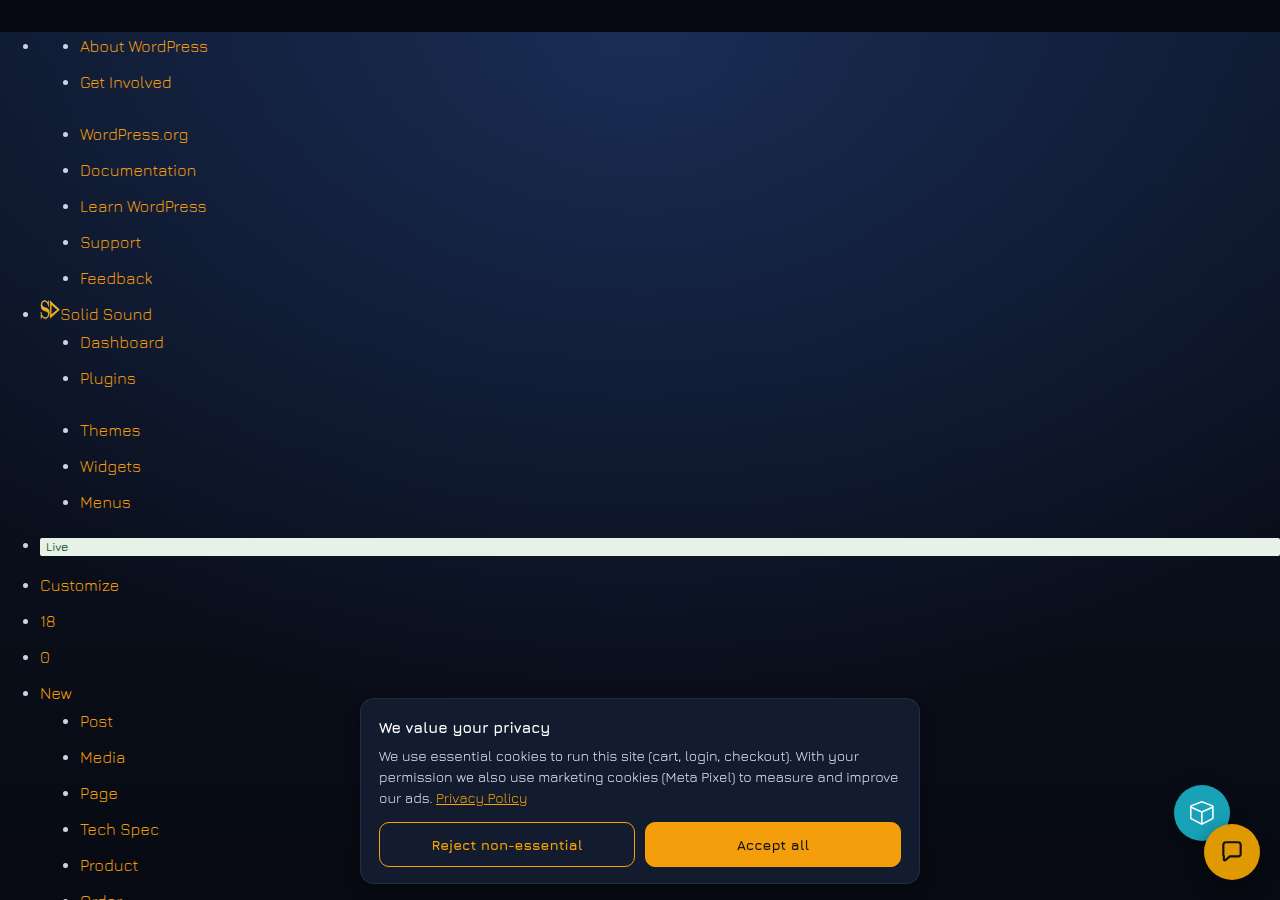 About WordPress
Get Involved
WordPress.org
Documentation
Learn WordPress
Support
Feedback
Solid Sound
Dashboard
Plugins
Themes
Widgets
Menus
Live
Customize
18
0
New
Post
Media
Page
Tech Spec
Product
Order
We value your privacy
We use essential cookies to run this site (cart, login, checkout). With your
permission we also use marketing cookies (Meta Pixel) to measure and improve
our ads. Privacy Policy
Reject non-essential
Accept all